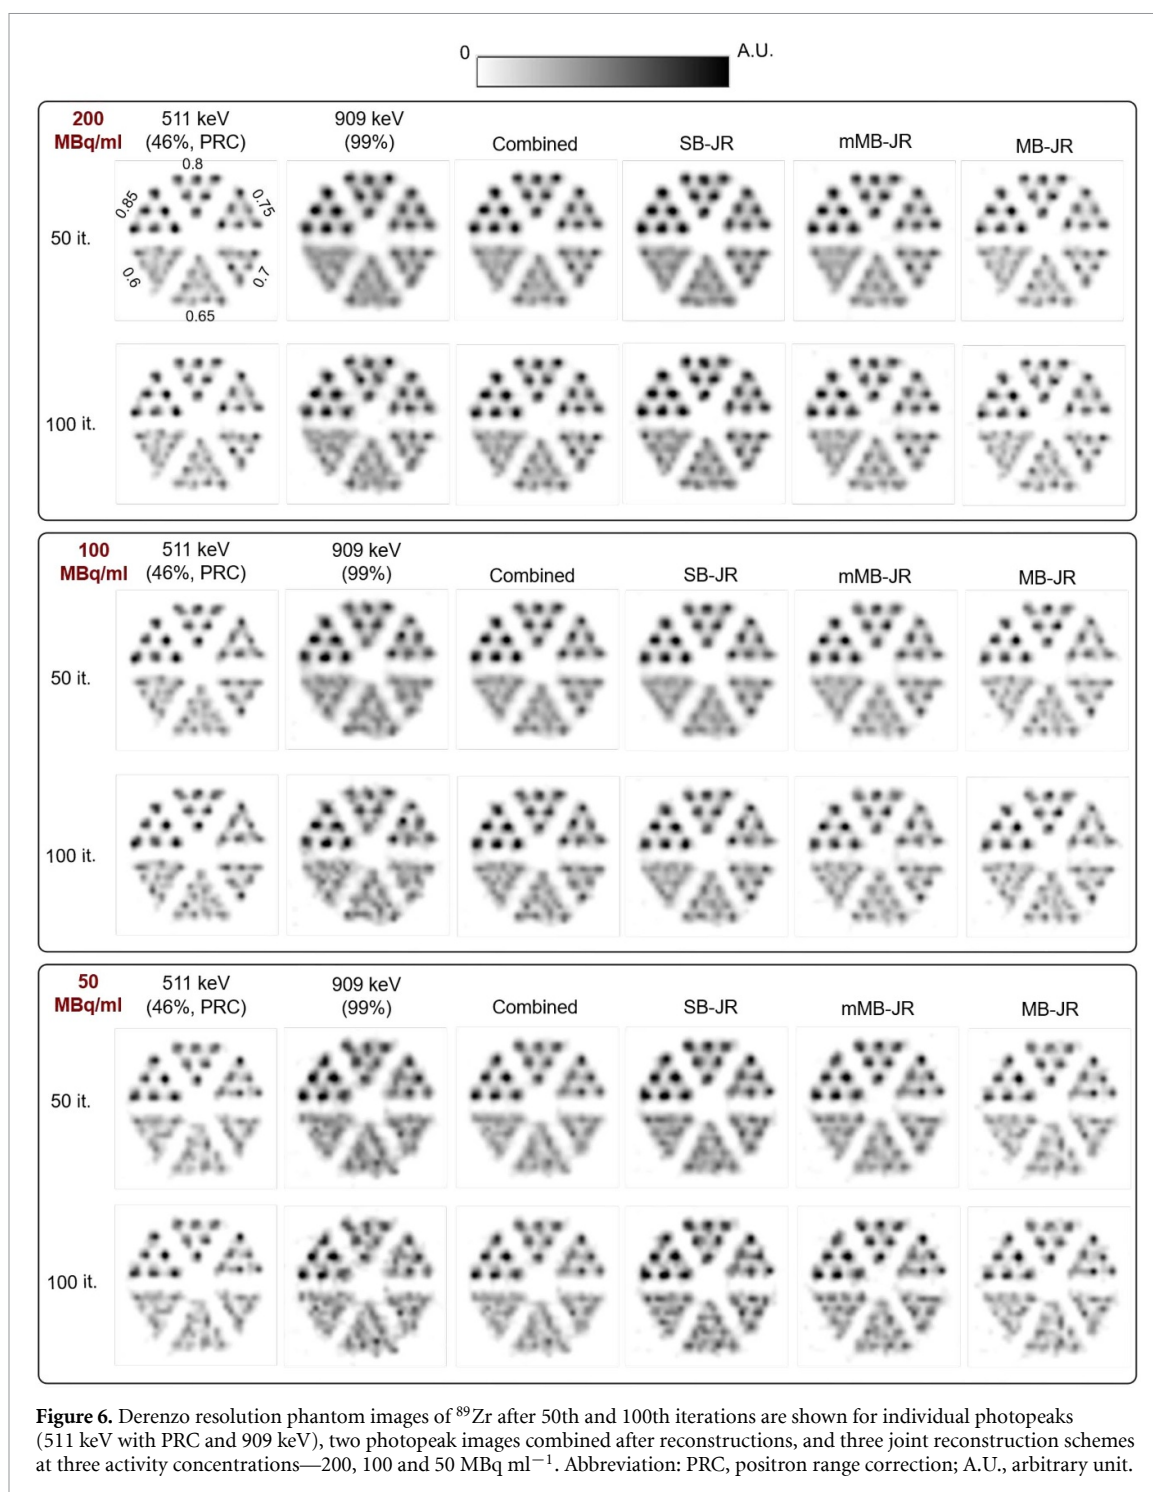 0 A.U.
200 511 keV 909 keV
MBq/ml (46%, PRC) (99%) Combined SB-JR mMB-JR MB-JR
0.8
0.85 0.75
50 it.
0.6 0.7
0.65
100 it.
100 511 keV 909 keV
MBq/ml (46%, PRC) (99%) Combined SB-JR mMB-JR MB-JR
50 it.
100 it.
50 511 keV 909 keV
MBq/ml (46%, PRC) (99%) Combined SB-JR mMB-JR MB-JR
50 it.
100 it.
Figure 6. Derenzo resolution phantom images of ⁸⁹Zr after 50th and 100th iterations are shown for individual photopeaks
(511 keV with PRC and 909 keV), two photopeak images combined after reconstructions, and three joint reconstruction schemes
at three activity concentrations—200, 100 and 50 MBq ml⁻¹. Abbreviation: PRC, positron range correction; A.U., arbitrary unit.